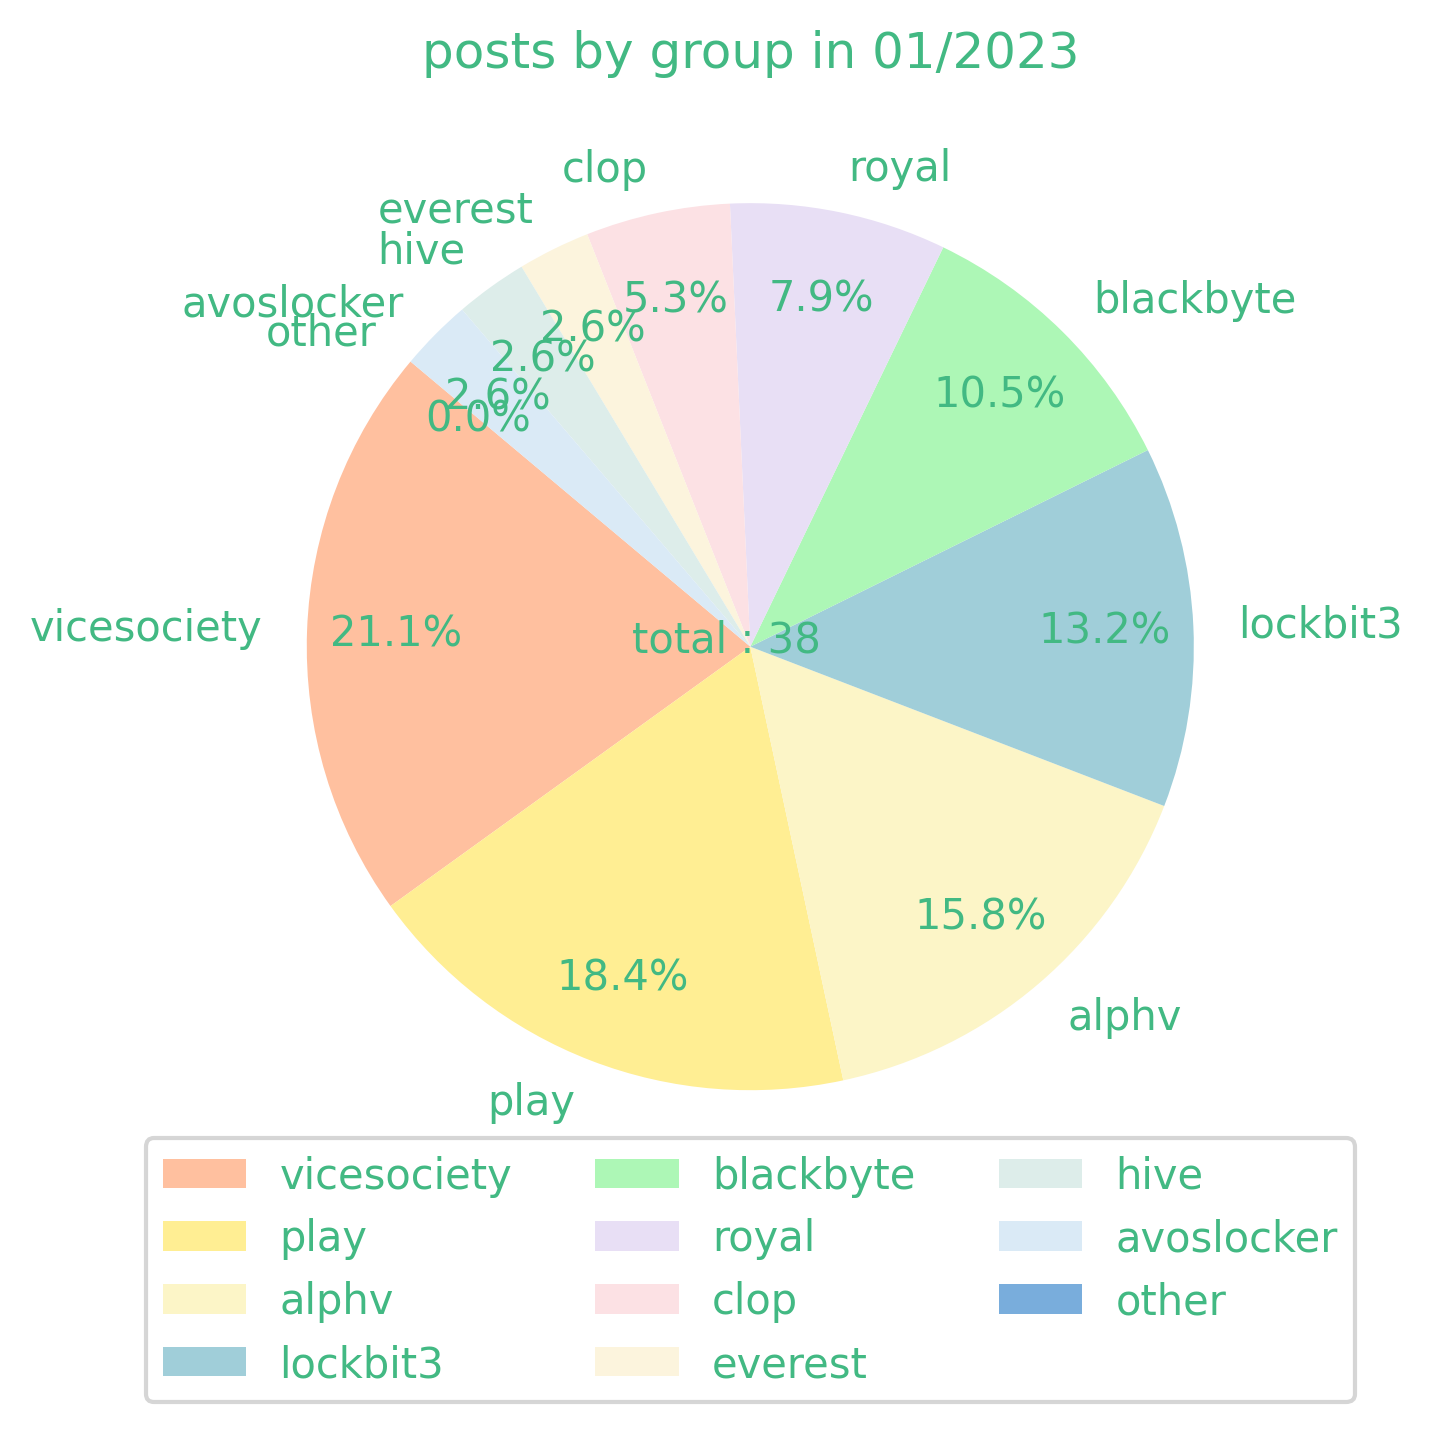 posts by group in 01/2023
clop
royal
everest
hive
blackbyte
avoslocker
other
5.3%
7.9%
2.6%
2.6%
2.6%
0.0%
10.5%
vicesociety
21.1%
total : 38
13.2%
lockbit3
15.8%
18.4%
alphv
play
vicesociety
play
alphv
lockbit3
blackbyte
royal
clop
everest
hive
avoslocker
other